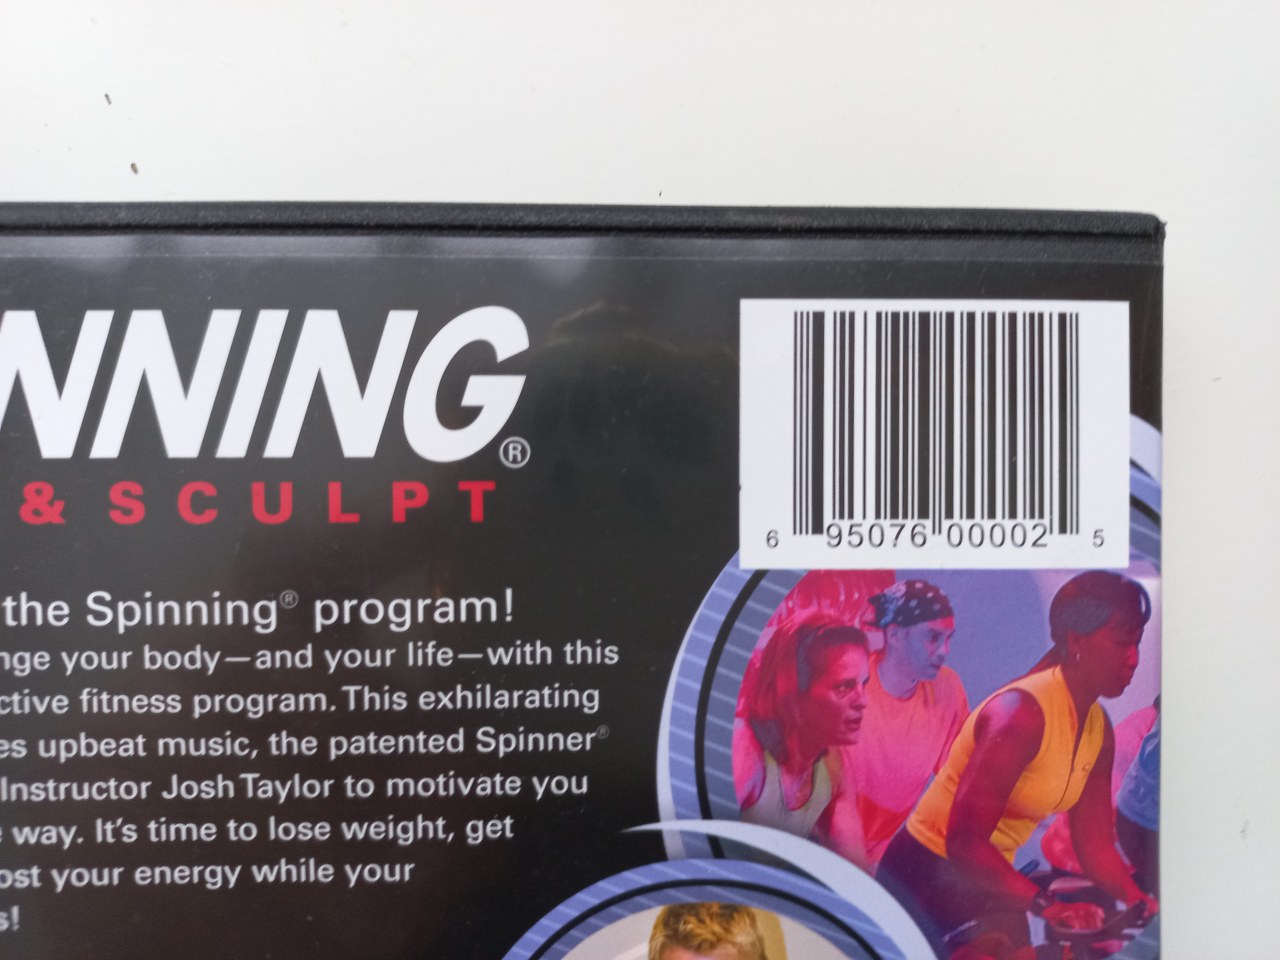 NNING®
& SCULPT
6 95076 00002 5
the Spinning® program!
nge your body—and your life—with this
ctive fitness program. This exhilarating
es upbeat music, the patented Spinner®
Instructor Josh Taylor to motivate you
way. It's time to lose weight, get
ost your energy while your
s!